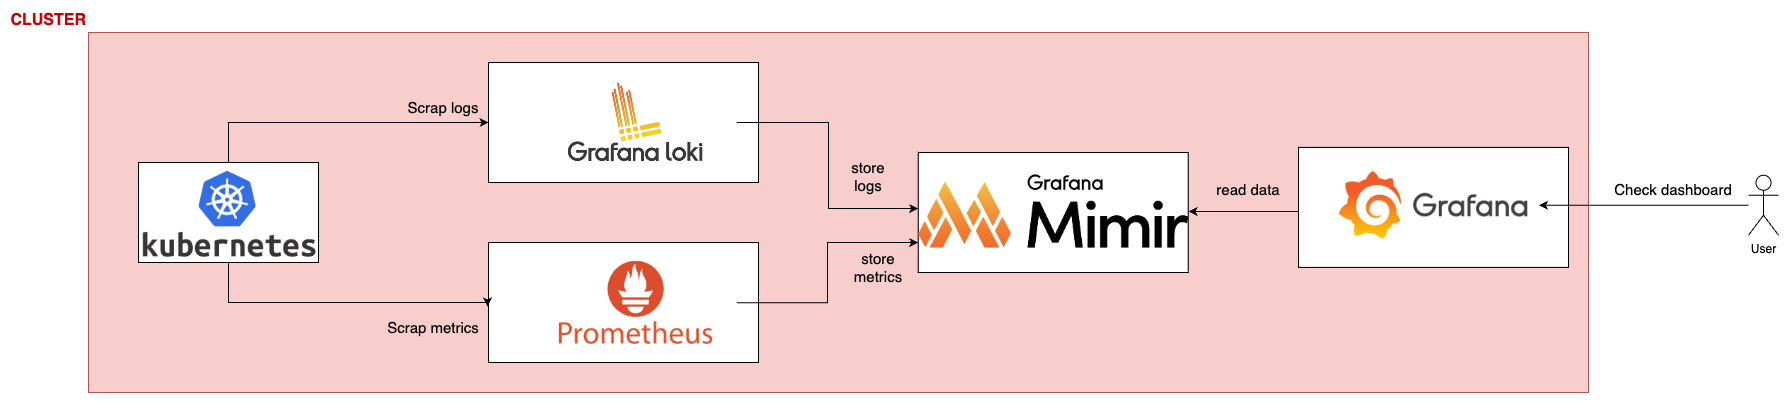 CLUSTER
Scrap logs
Grafana loki
kubernetes
store
logs
Grafana
Mimir
read data
Grafana
Check dashboard
User
store
metrics
Scrap metrics
Prometheus